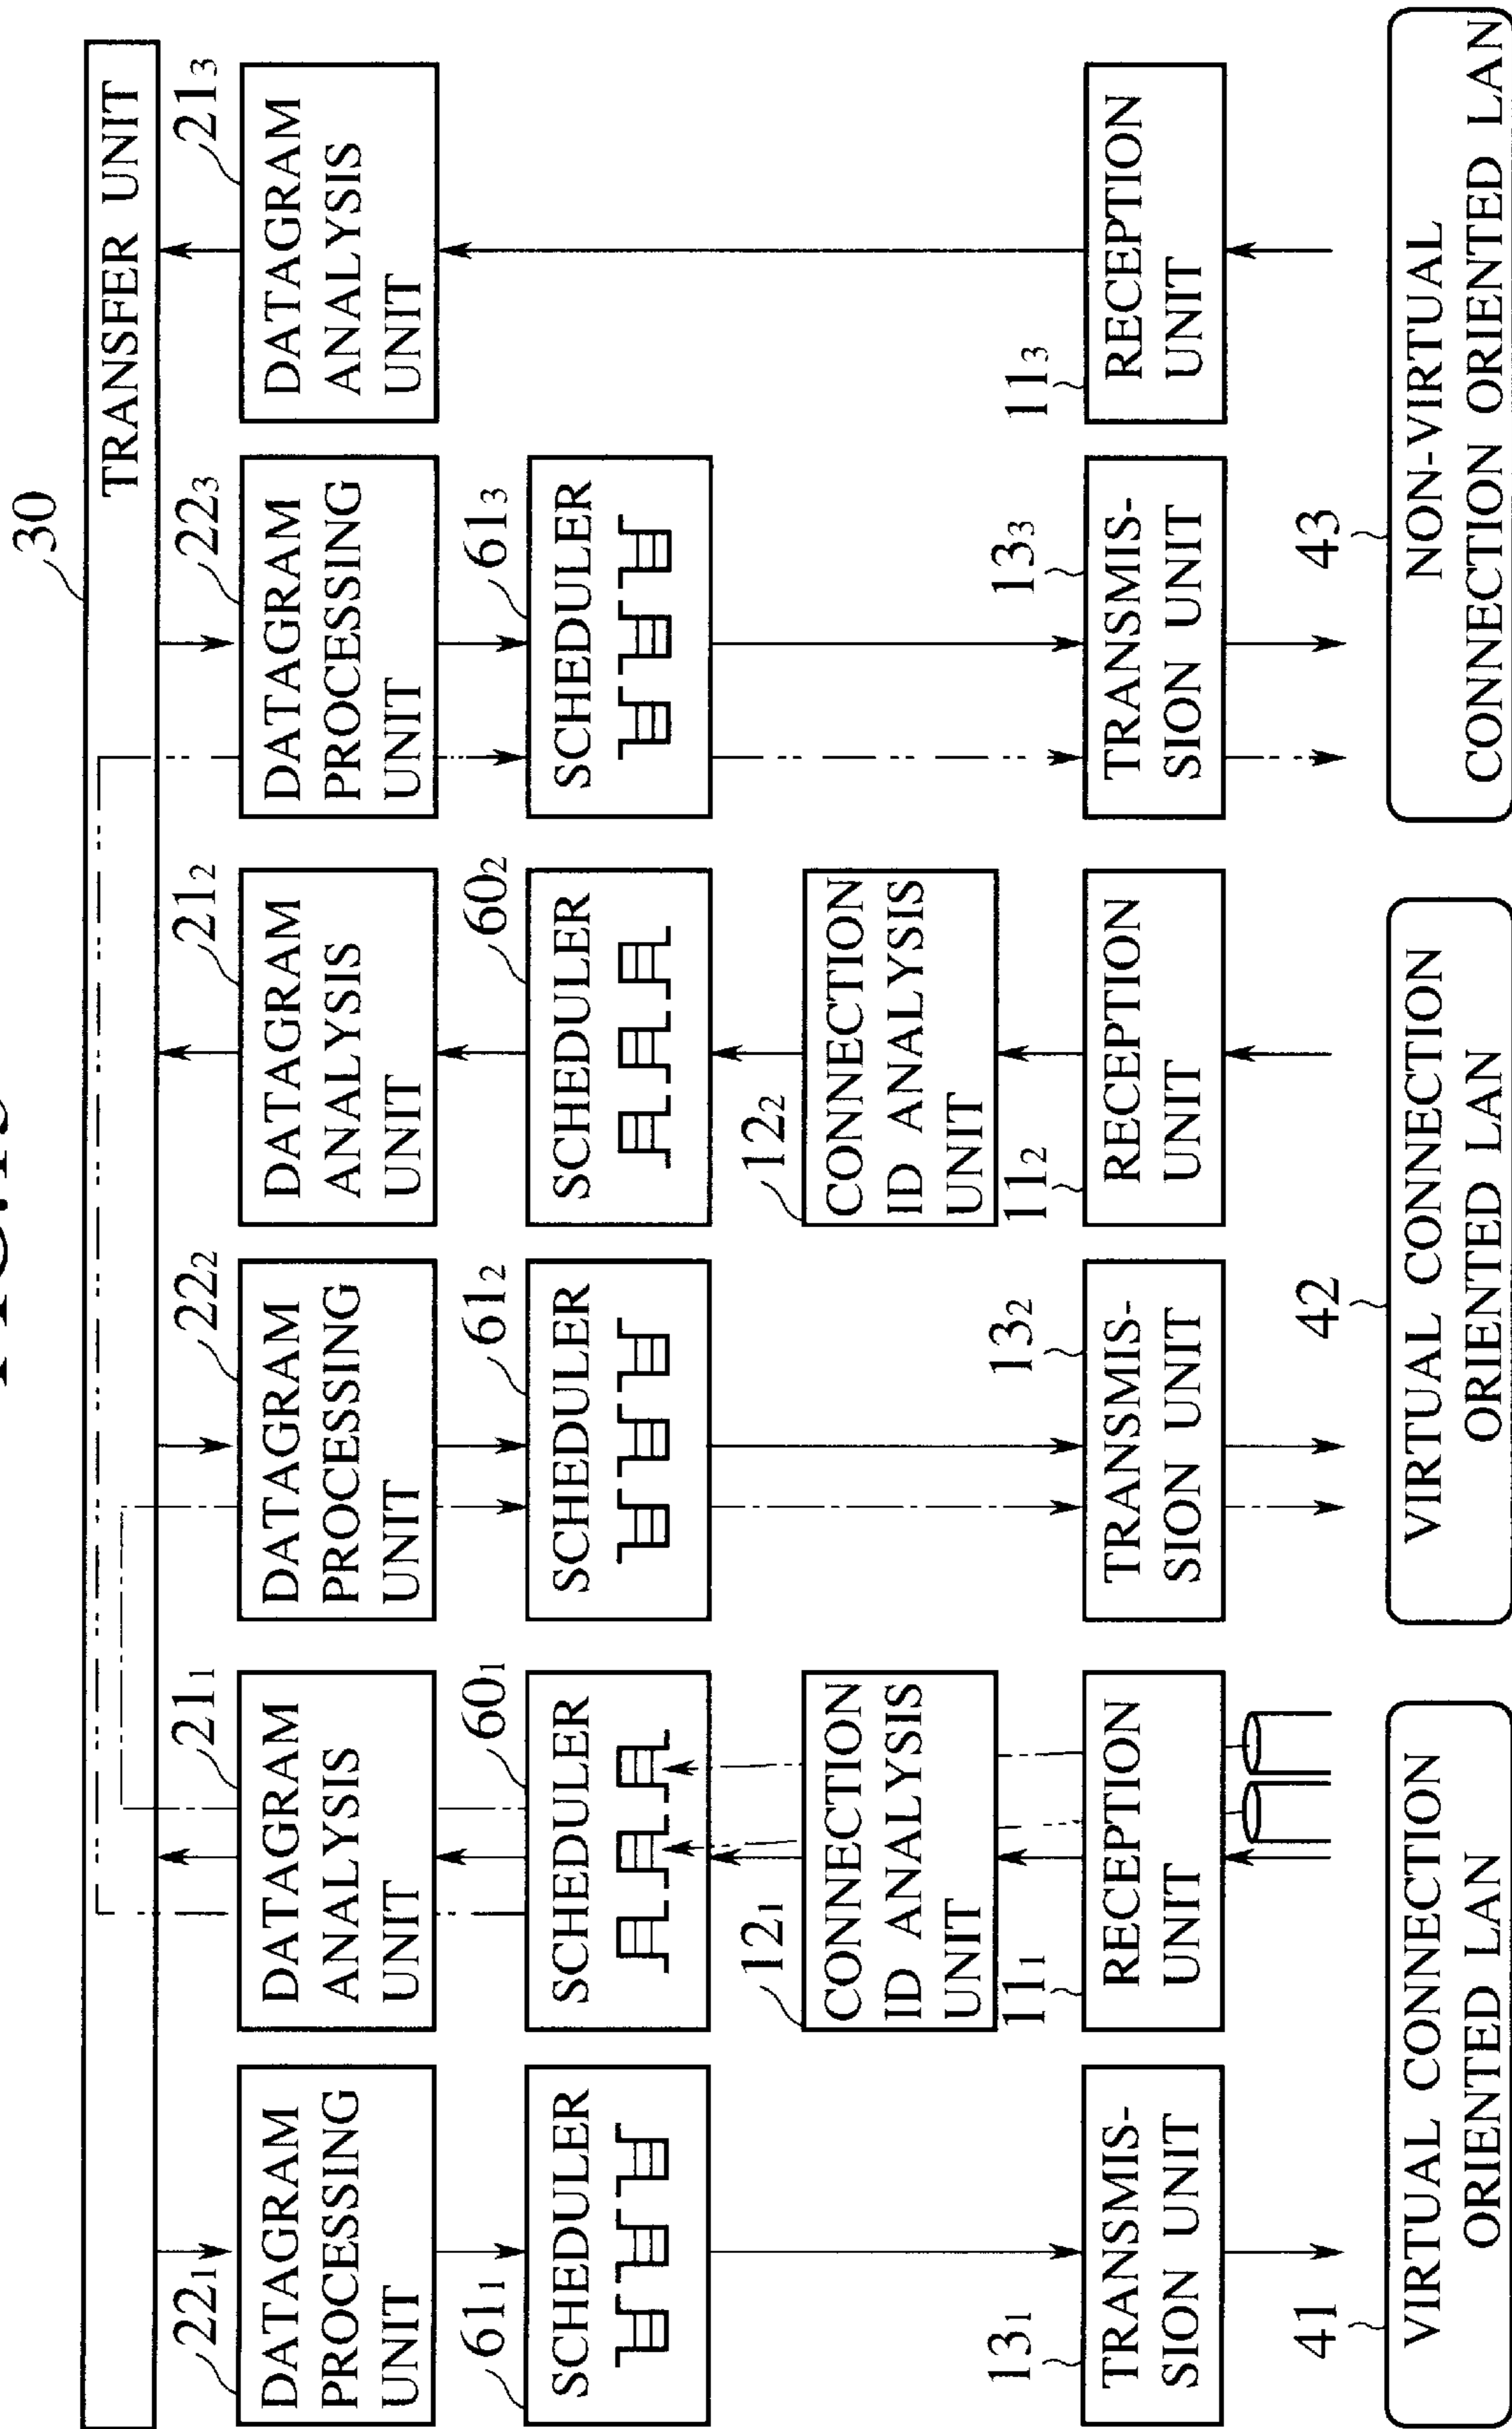 30
TRANSFER UNIT
22₁
DATAGRAM
PROCESSING
UNIT
21₁
DATAGRAM
ANALYSIS
UNIT
22₂
DATAGRAM
PROCESSING
UNIT
21₂
DATAGRAM
ANALYSIS
UNIT
22₃
DATAGRAM
PROCESSING
UNIT
21₃
DATAGRAM
ANALYSIS
UNIT
61₁
SCHEDULER
60₁
SCHEDULER
61₂
SCHEDULER
60₂
SCHEDULER
61₃
SCHEDULER
12₁
CONNECTION
ID ANALYSIS
UNIT
12₂
CONNECTION
ID ANALYSIS
UNIT
13₁
TRANSMIS-
SION UNIT
11₁
RECEPTION
UNIT
13₂
TRANSMIS-
SION UNIT
11₂
RECEPTION
UNIT
13₃
TRANSMIS-
SION UNIT
11₃
RECEPTION
UNIT
41
VIRTUAL CONNECTION
ORIENTED LAN
42
VIRTUAL CONNECTION
ORIENTED LAN
43
NON-VIRTUAL
CONNECTION ORIENTED LAN